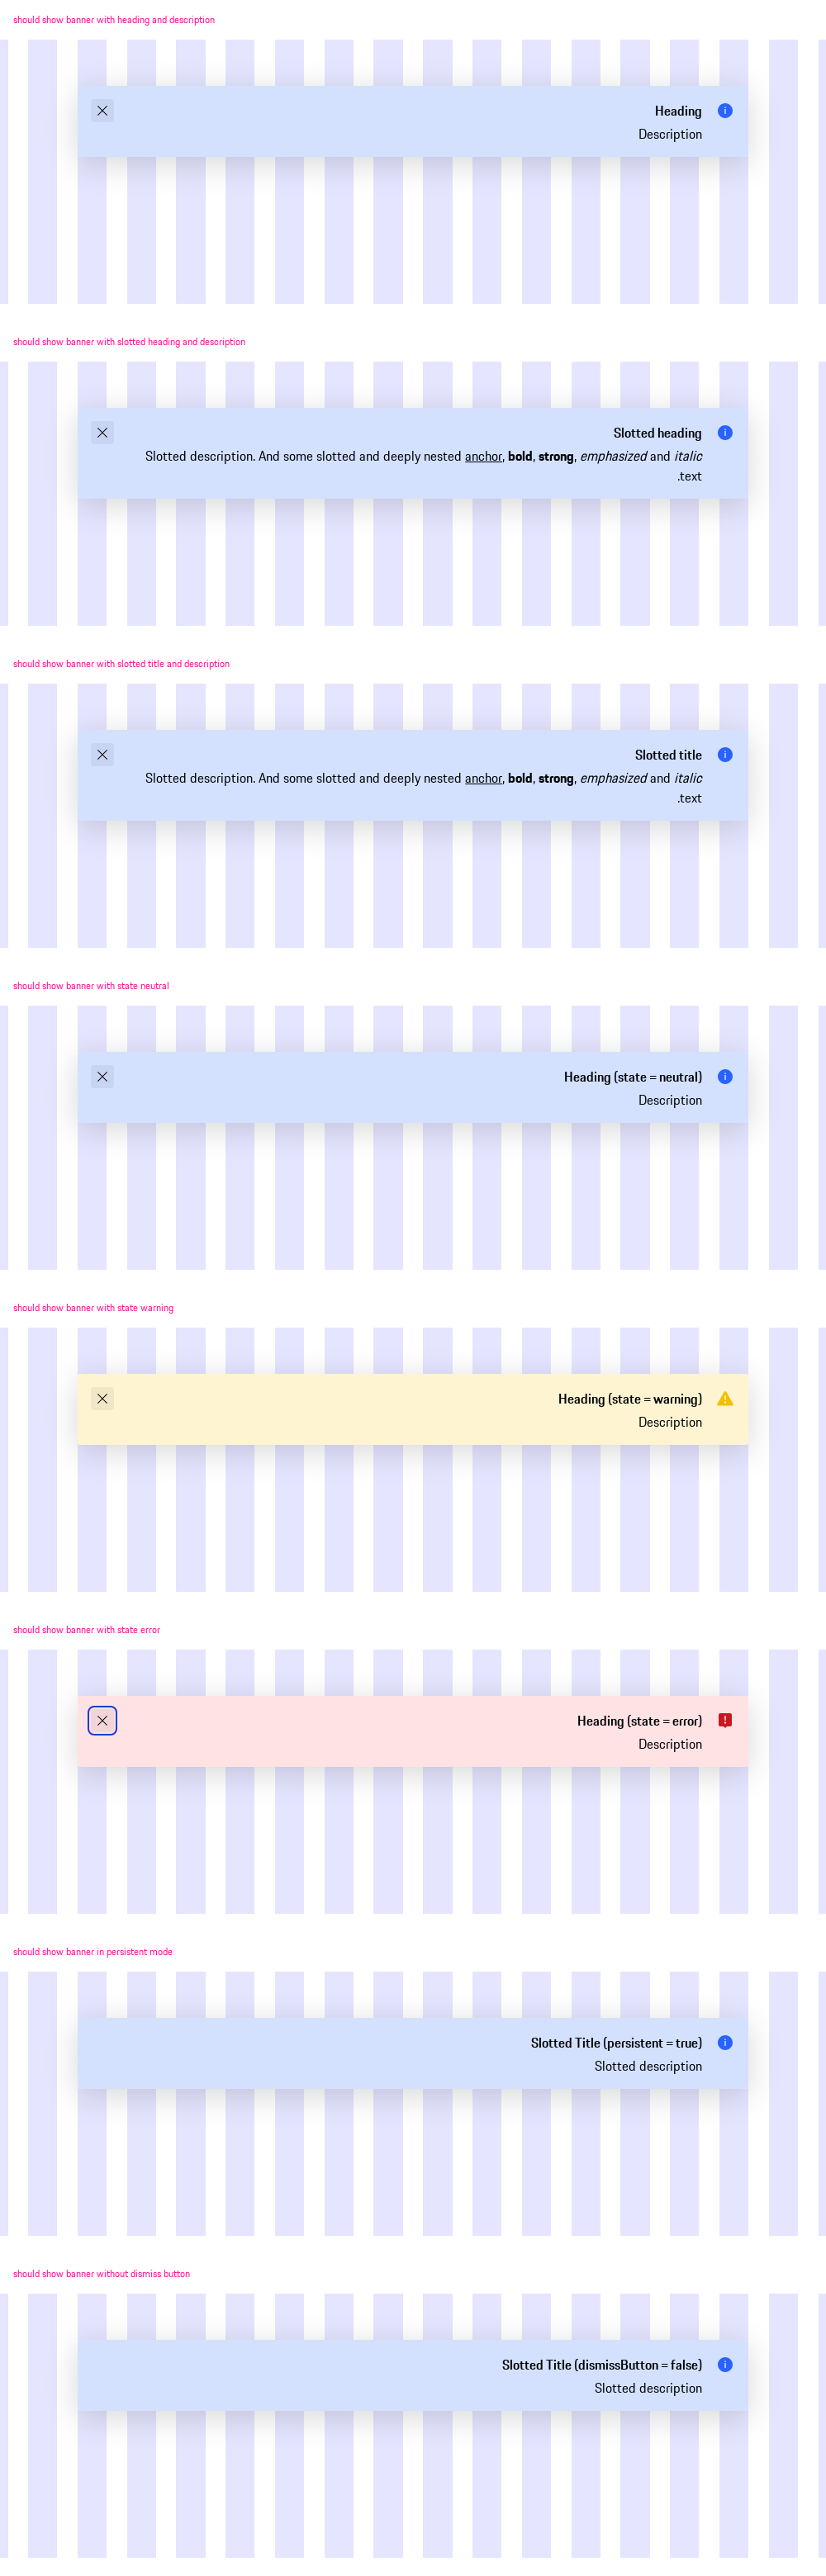 should show banner with heading and description
Heading
Description
should show banner with slotted heading and description
Slotted heading
Slotted description. And some slotted and deeply nested anchor, bold, strong, emphasized and italic
.text
should show banner with slotted title and description
Slotted title
Slotted description. And some slotted and deeply nested anchor, bold, strong, emphasized and italic
.text
should show banner with state neutral
Heading (state = neutral)
Description
should show banner with state warning
Heading (state = warning)
Description
should show banner with state error
Heading (state = error)
Description
should show banner in persistent mode
Slotted Title (persistent = true)
Slotted description
should show banner without dismiss button
Slotted Title (dismissButton = false)
Slotted description